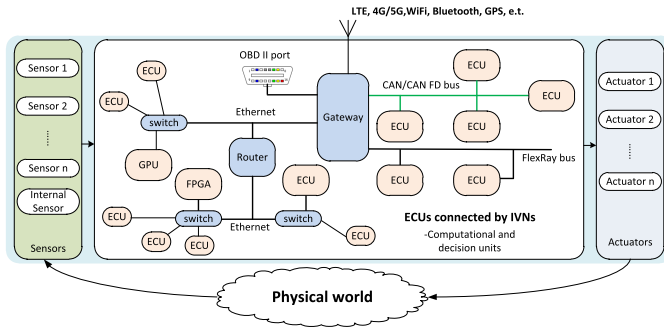 LTE, 4G/5G,WiFi, Bluetooth, GPS, e.t.
OBD II port
Sensor 1
Sensor 2
Sensor n
Internal
Sensor
Sensors
ECU
ECU
switch
GPU
Ethernet
Router
Gateway
CAN/CAN FD bus
ECU
ECU
ECU
ECU
FlexRay bus
ECU
ECU
FPGA
ECU
ECU
switch
switch
Ethernet
ECU
ECU
ECU
ECUs connected by IVNs
-Computational and
decision units
Actuator 1
Actuator 2
Actuator n
Actuators
Physical world